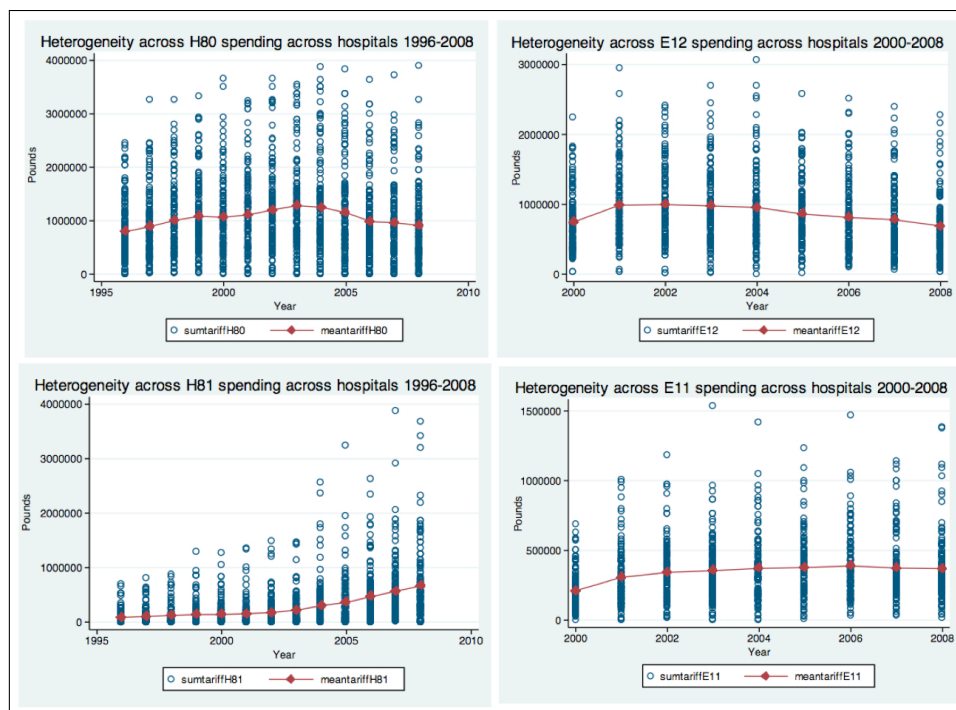 Heterogeneity across H80 spending across hospitals 1996-2008
4000000
3000000
2000000
1000000
0
Pounds
1995
2000
2005
2010
Year
sumtariffH80
meantariffH80
Heterogeneity across E12 spending across hospitals 2000-2008
3000000
2000000
1000000
0
Pounds
2000
2002
2004
2006
2008
Year
sumtariffE12
meantariffE12
Heterogeneity across H81 spending across hospitals 1996-2008
4000000
3000000
2000000
1000000
0
Pounds
1995
2000
2005
2010
Year
sumtariffH81
meantariffH81
Heterogeneity across E11 spending across hospitals 2000-2008
1500000
1000000
500000
0
Pounds
2000
2002
2004
2006
2008
Year
sumtariffE11
meantariffE11